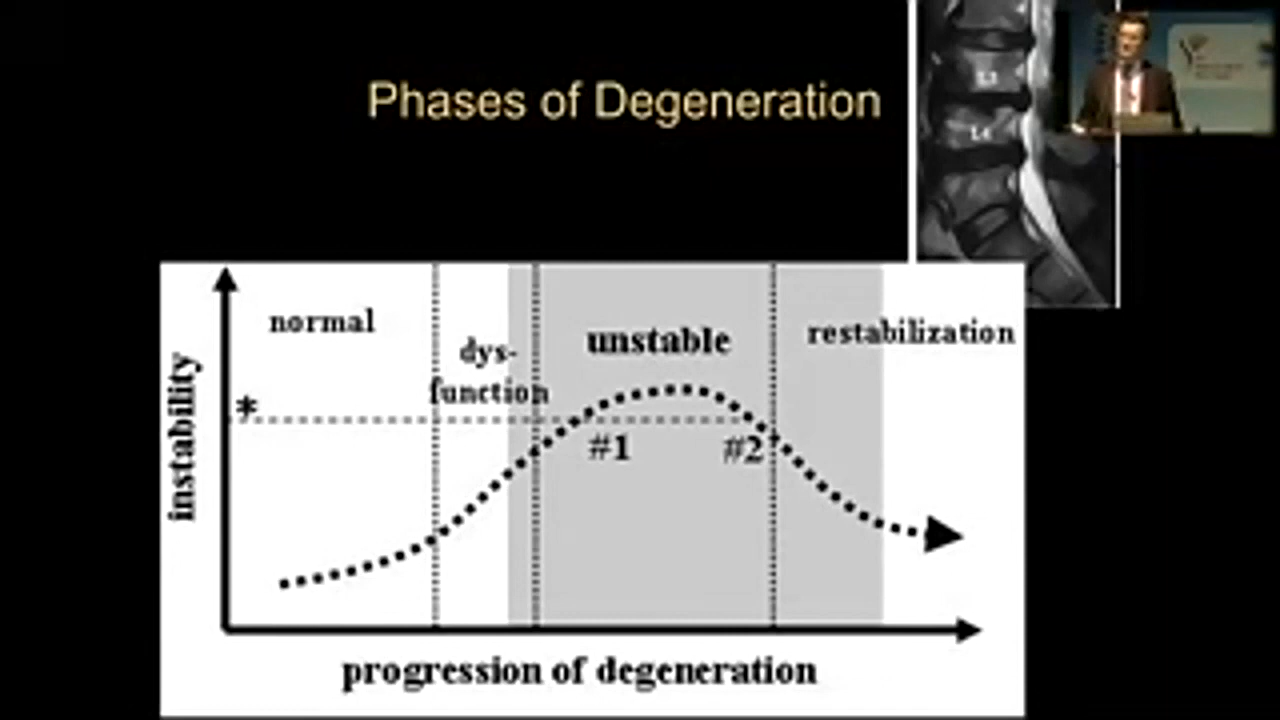 Phases of Degeneration
L3
L4
normal
dys-
function
unstable
restabilization
*
#1
#2
instability
progression of degeneration